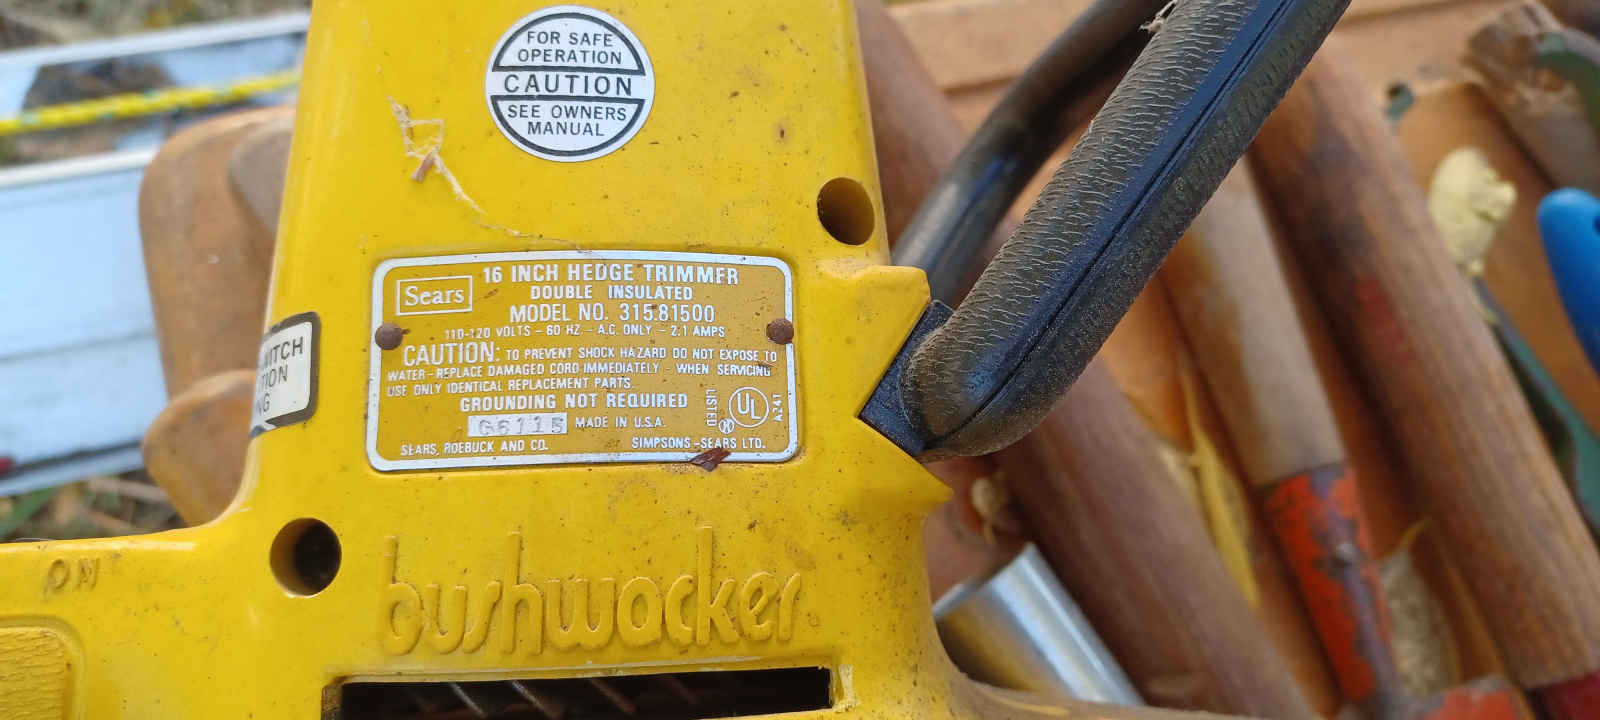 FOR SAFE
OPERATION
CAUTION
SEE OWNERS
MANUAL
Sears
16 INCH HEDGE TRIMMER
DOUBLE INSULATED
MODEL NO. 315.81500
110-120 VOLTS - 60 HZ - A.C. ONLY - 2.1 AMPS
CAUTION: TO PREVENT SHOCK HAZARD DO NOT EXPOSE TO
WATER - REPLACE DAMAGED CORD IMMEDIATELY - WHEN SERVICING
USE ONLY IDENTICAL REPLACEMENT PARTS.
GROUNDING NOT REQUIRED
LISTED
UL
A241
G6115 MADE IN U.S.A.
SEARS, ROEBUCK AND CO. SIMPSONS-SEARS LTD.
ON
bushwacker